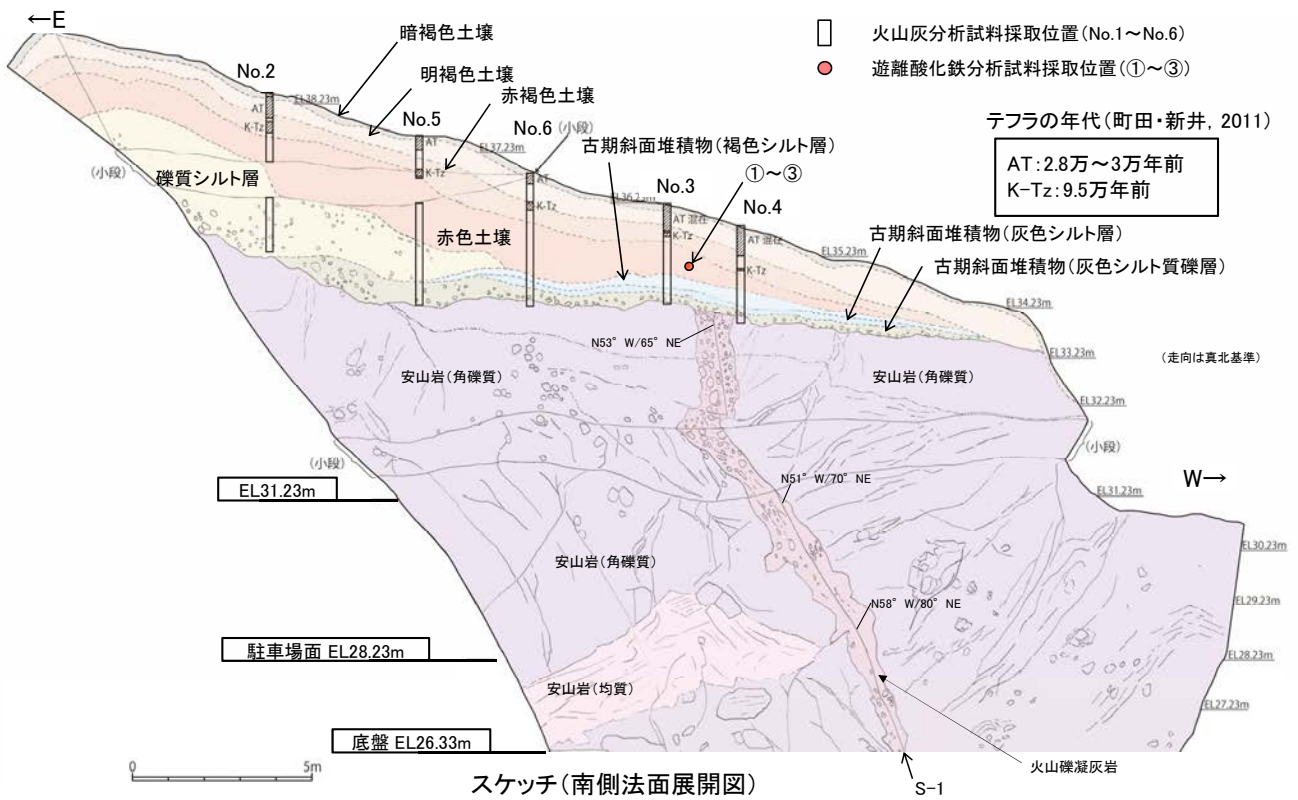 ←E
暗褐色土壌
火山灰分析試料採取位置(No.1～No.6)
遊離酸化鉄分析試料採取位置(①～③)
No.2
明褐色土壌
赤褐色土壌
EL38.23m
AT
K-Tz
No.5
AT
K-Tz
EL37.23m
No.6
(小段)
AT
K-Tz
古期斜面堆積物(褐色シルト層)
①～③
テフラの年代(町田・新井, 2011)
AT:2.8万～3万年前
K-Tz:9.5万年前
(小段)
礫質シルト層
No.3
AT 混在
K-Tz
No.4
AT 混在
K-Tz
EL35.23m
赤色土壌
古期斜面堆積物(灰色シルト層)
古期斜面堆積物(灰色シルト質礫層)
EL34.23m
EL33.23m
(走向は真北基準)
N53° W/65° NE
安山岩(角礫質)
安山岩(角礫質)
EL32.23m
(小段)
(小段)
W→
EL31.23m
N51° W/70° NE
EL31.23m
EL30.23m
安山岩(角礫質)
N58° W/80° NE
EL29.23m
駐車場面 EL28.23m
EL28.23m
安山岩(均質)
EL27.23m
底盤 EL26.33m
火山礫凝灰岩
0 5m
スケッチ(南側法面展開図)
S-1